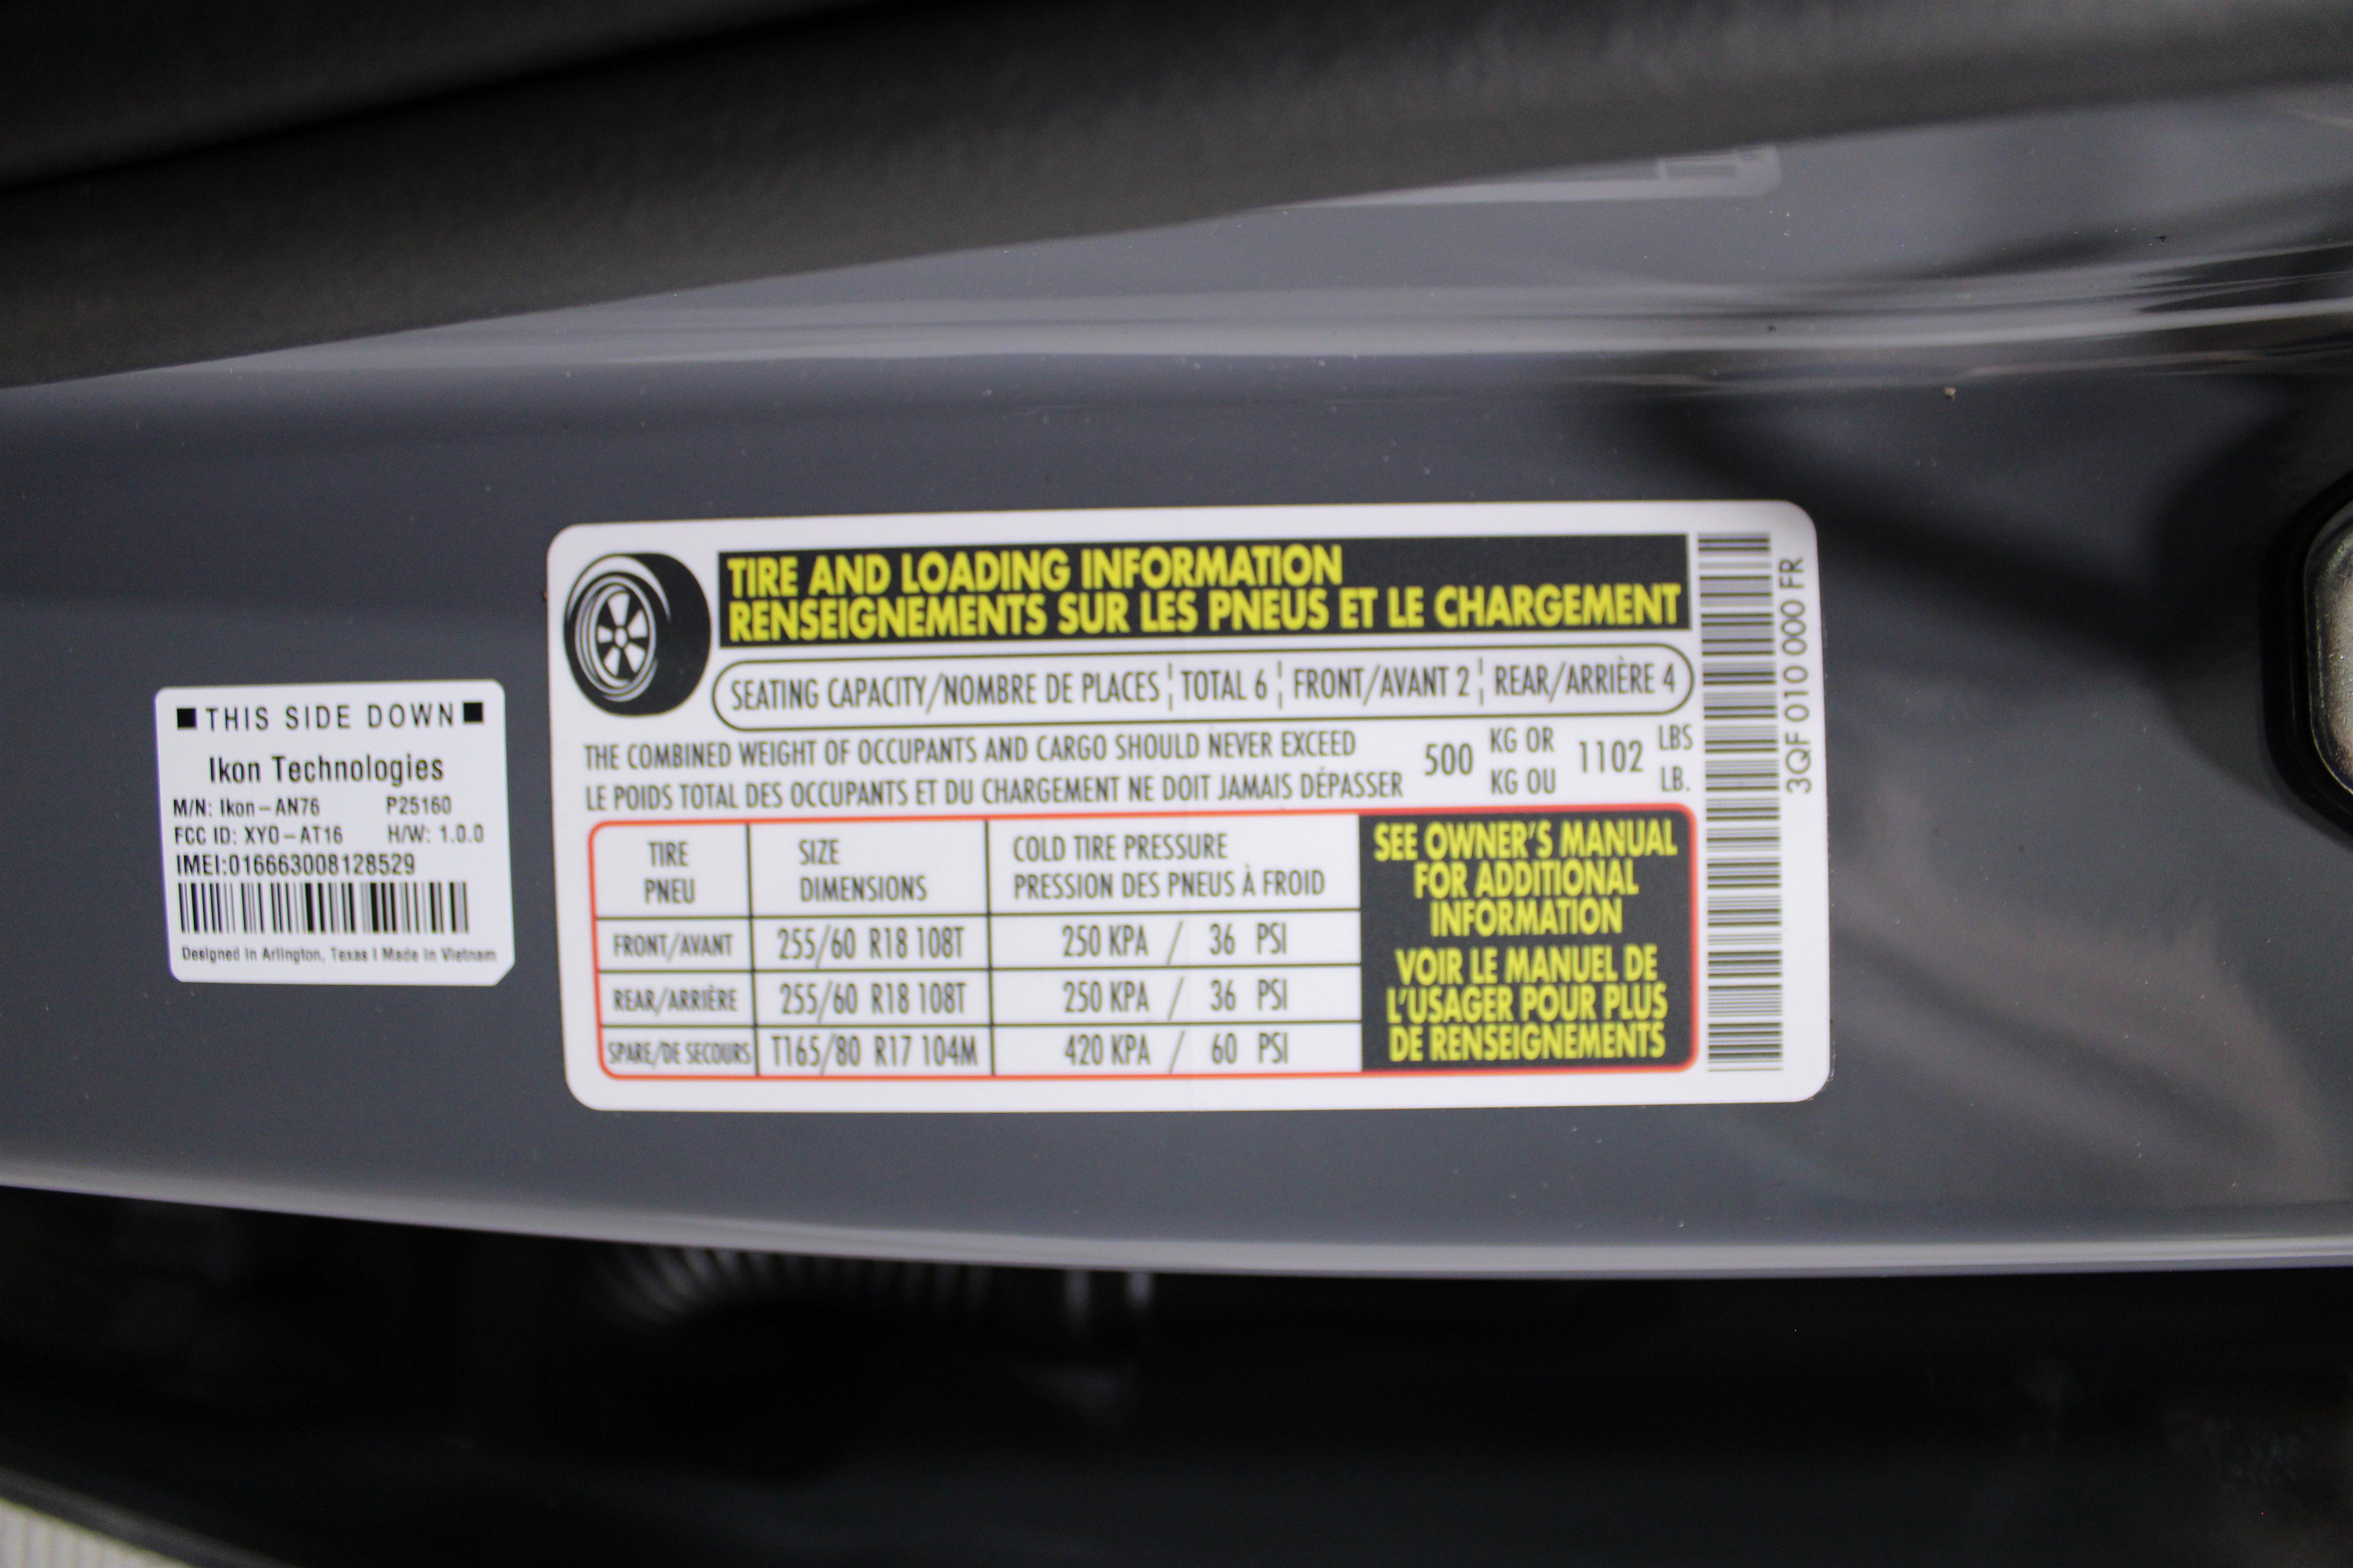 THIS SIDE DOWN
Ikon Technologies
M/N: Ikon-AN76 P25160
FCC ID: XYO-AT16 H/W: 1.0.0
IMEI:016663008128529
Designed In Arlington, Texas | Made In Vietnam
TIRE AND LOADING INFORMATION
RENSEIGNEMENTS SUR LES PNEUS ET LE CHARGEMENT
SEATING CAPACITY/NOMBRE DE PLACES TOTAL 6 FRONT/AVANT 2 REAR/ARRIÈRE 4
THE COMBINED WEIGHT OF OCCUPANTS AND CARGO SHOULD NEVER EXCEED 500 KG OR 1102 LBS
LE POIDS TOTAL DES OCCUPANTS ET DU CHARGEMENT NE DOIT JAMAIS DÉPASSER KG OU LB.
TIRE SIZE COLD TIRE PRESSURE
PNEU DIMENSIONS PRESSION DES PNEUS À FROID
FRONT/AVANT 255/60 R18 108T 250 KPA / 36 PSI
REAR/ARRIÈRE 255/60 R18 108T 250 KPA / 36 PSI
SPARE/DE SECOURS T165/80 R17 104M 420 KPA / 60 PSI
SEE OWNER'S MANUAL
FOR ADDITIONAL
INFORMATION
VOIR LE MANUEL DE
L'USAGER POUR PLUS
DE RENSEIGNEMENTS
3QF 010 000 FR